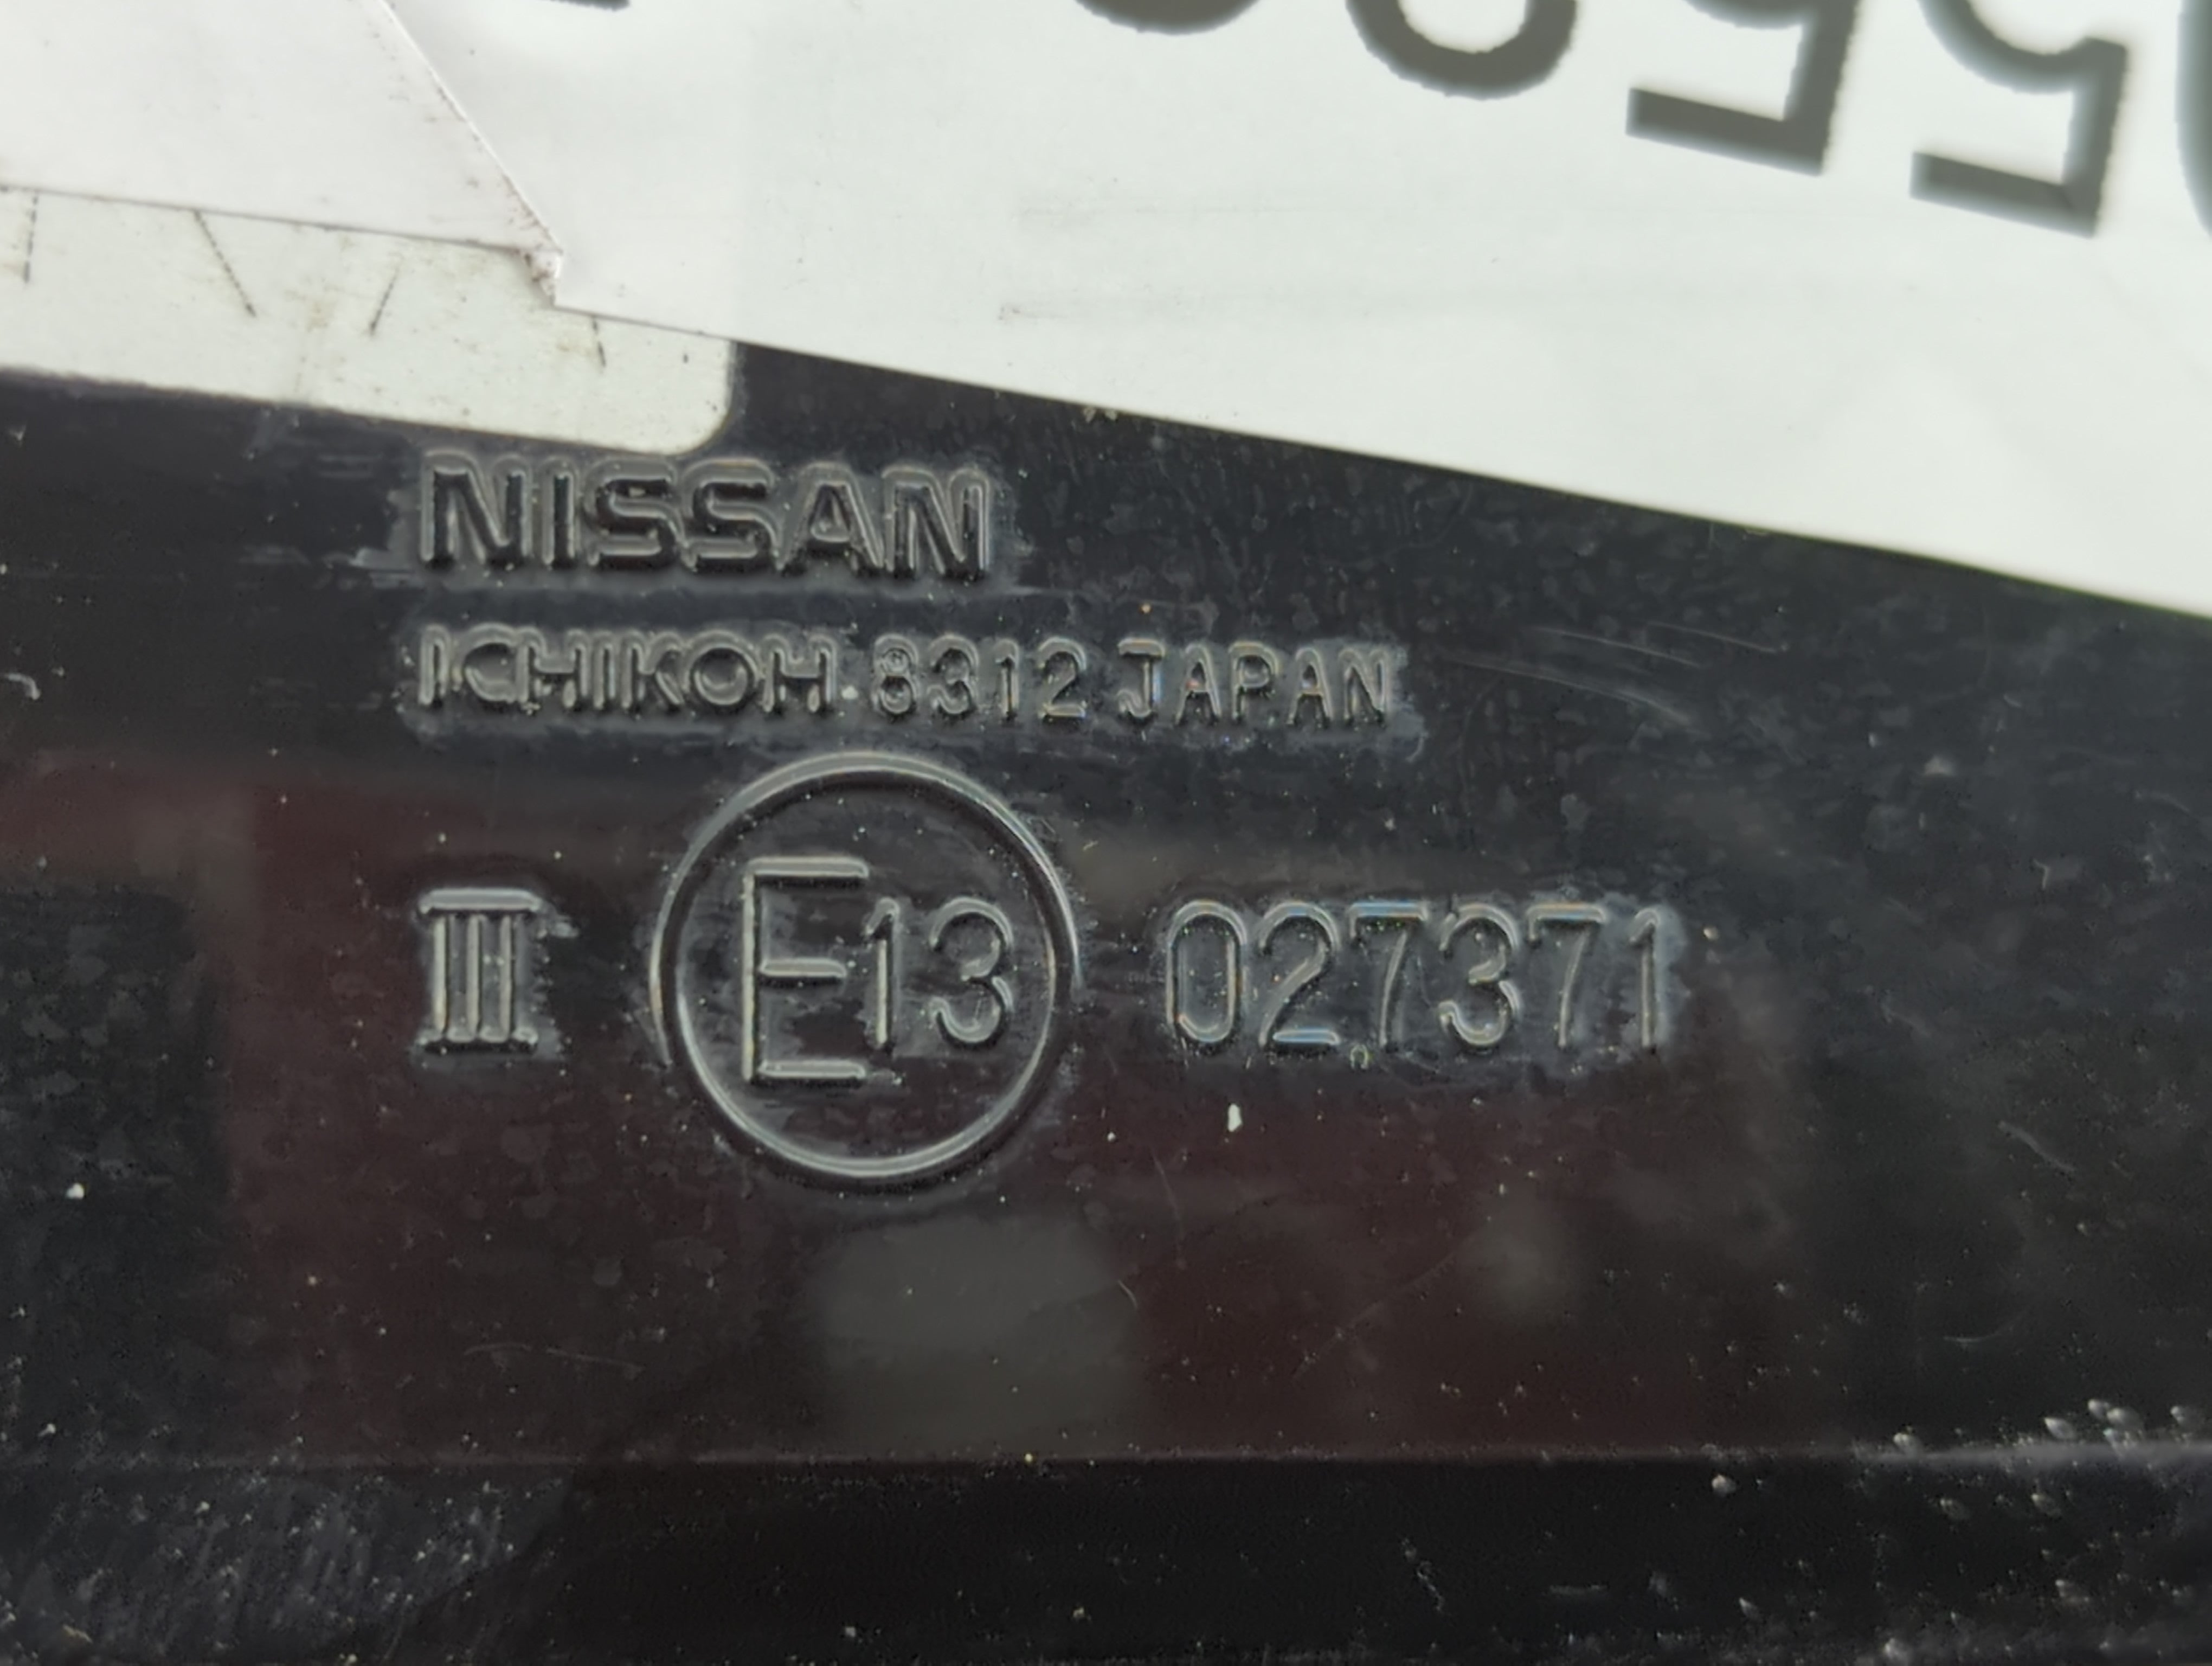 NISSAN
ICHIKOH 8312 JAPAN
III E13 027371